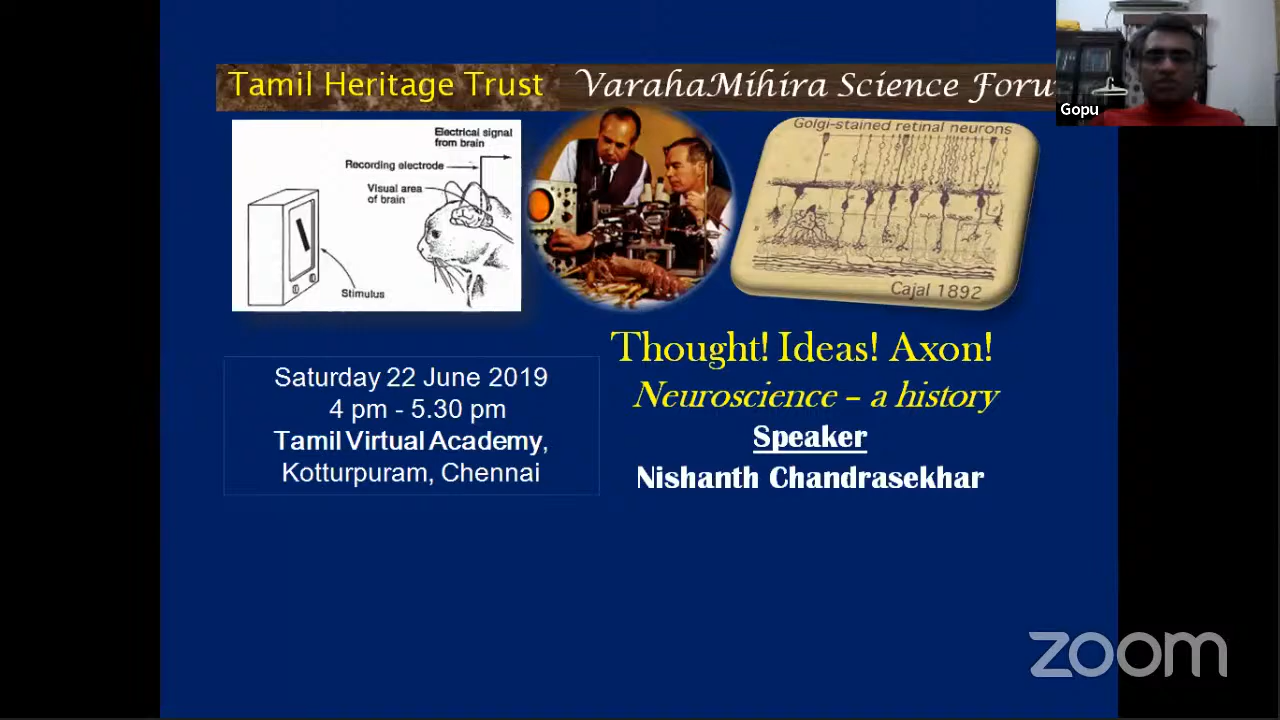 Tamil Heritage Trust VarahaMihira Science Foru
Gopu
Electrical signal
from brain
Recording electrode
Visual area
of brain
Stimulus
Golgi-stained retinal neurons
Cajal 1892
Thought! Ideas! Axon!
Neuroscience – a history
Speaker
Nishanth Chandrasekhar
Saturday 22 June 2019
4 pm - 5.30 pm
Tamil Virtual Academy,
Kotturpuram, Chennai
zoom